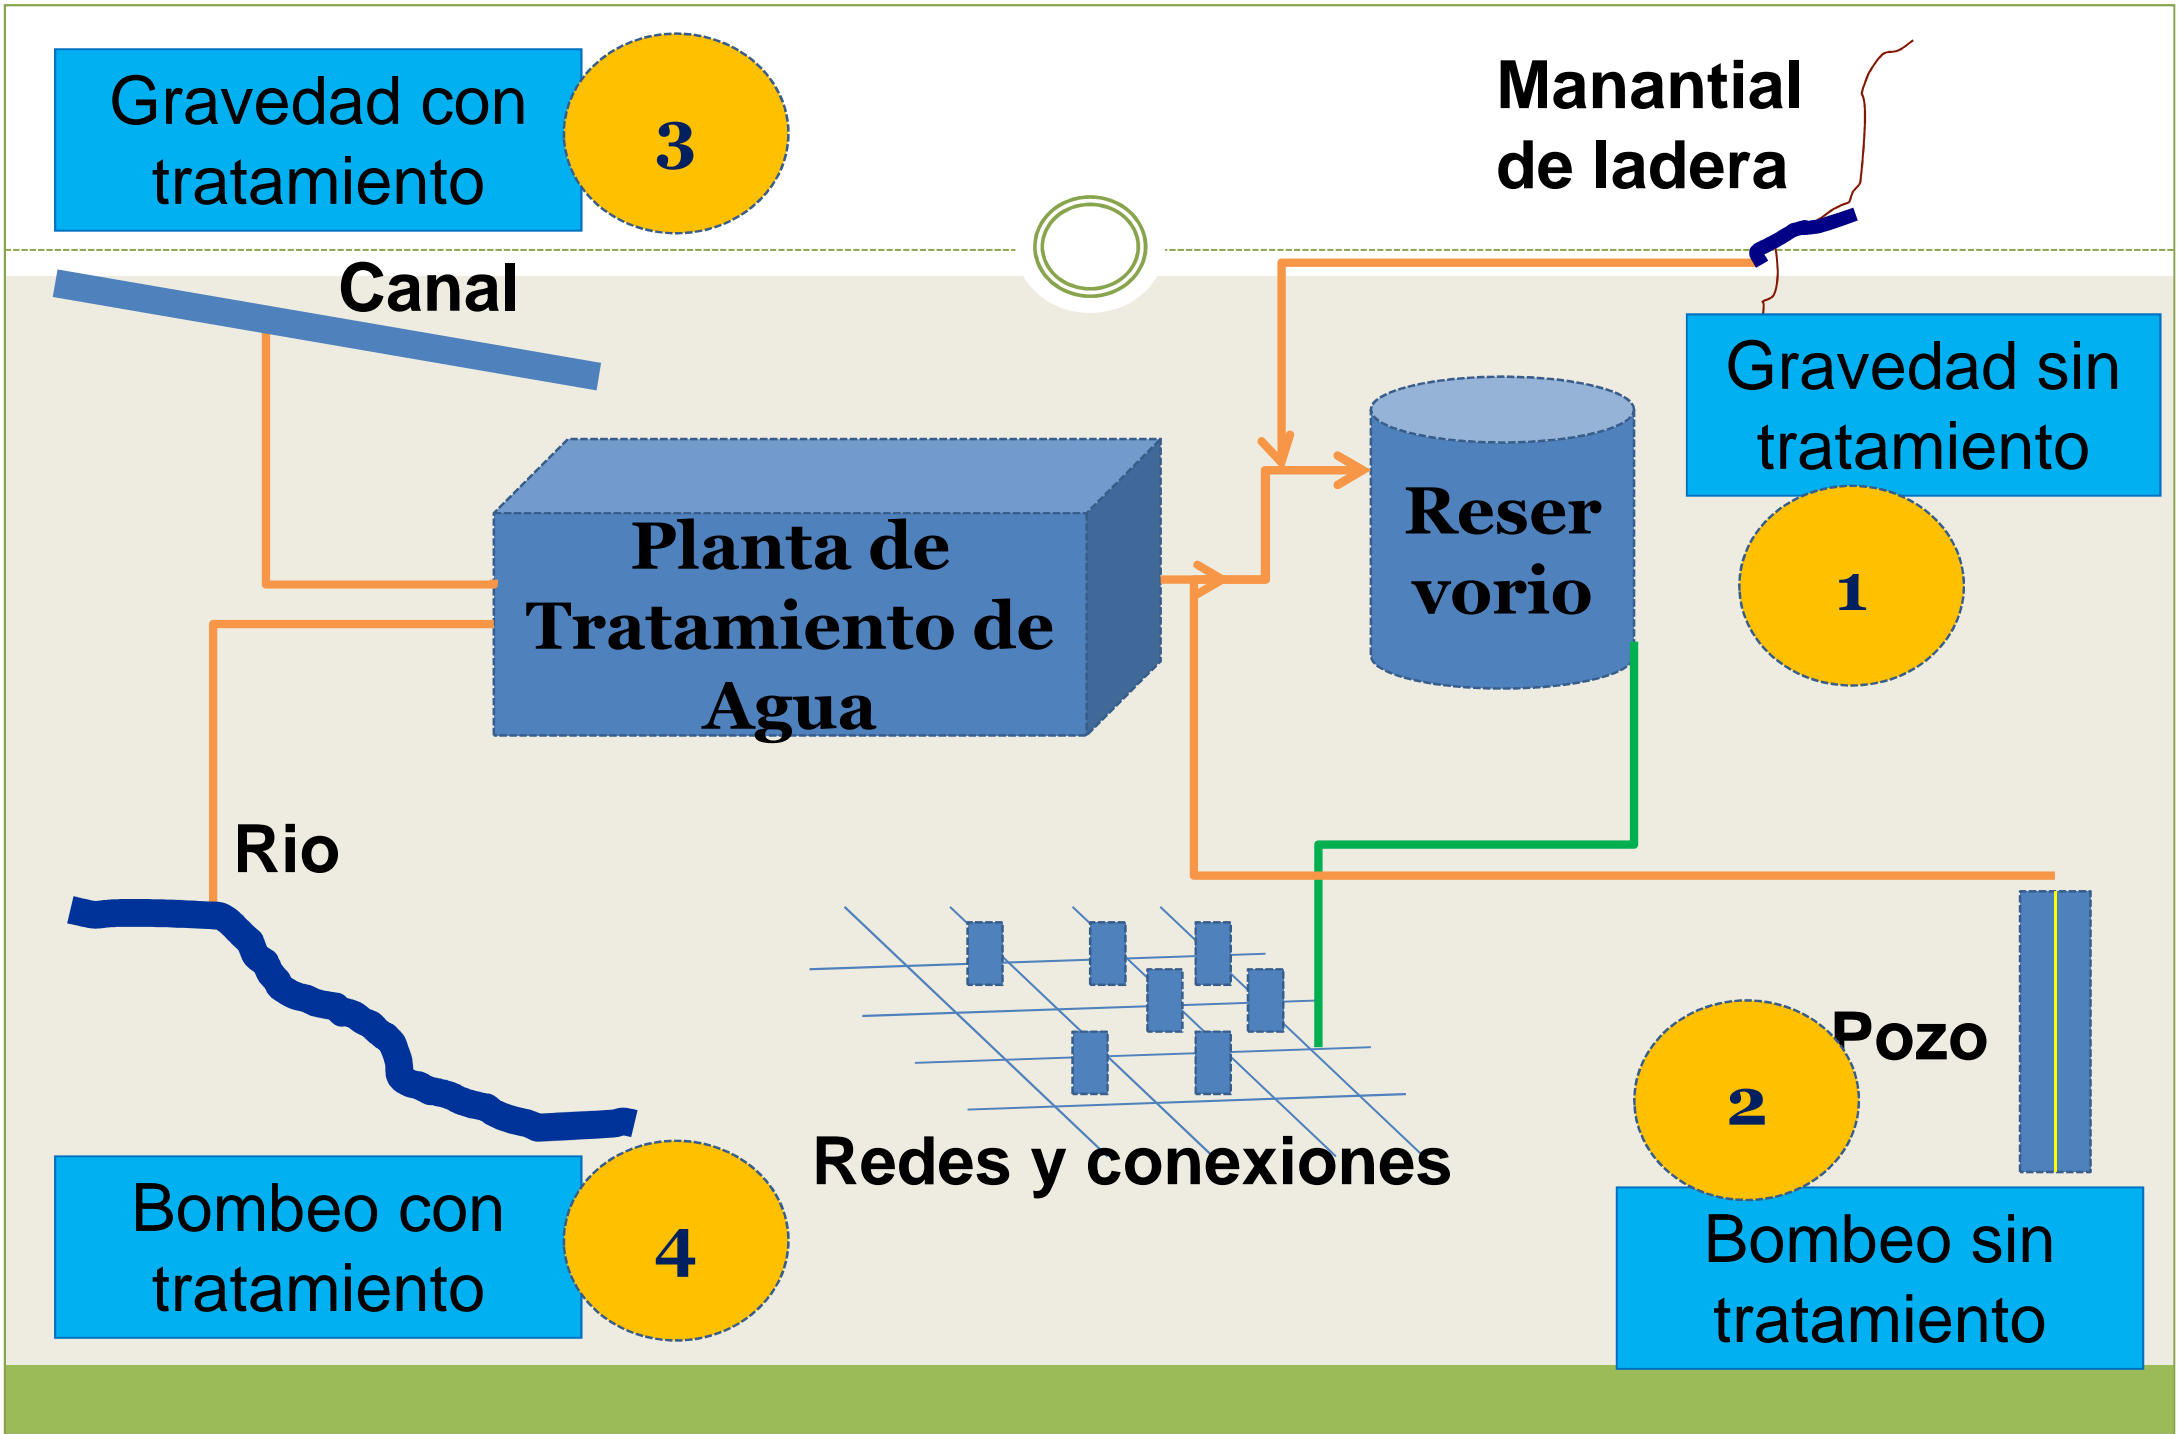 Gravedad con
tratamiento
3
Manantial
de ladera
Canal
Gravedad sin
tratamiento
1
Planta de
Tratamiento de
Agua
Reser
vorio
Rio
Redes y conexiones
Pozo
2
Bombeo con
tratamiento
4
Bombeo sin
tratamiento